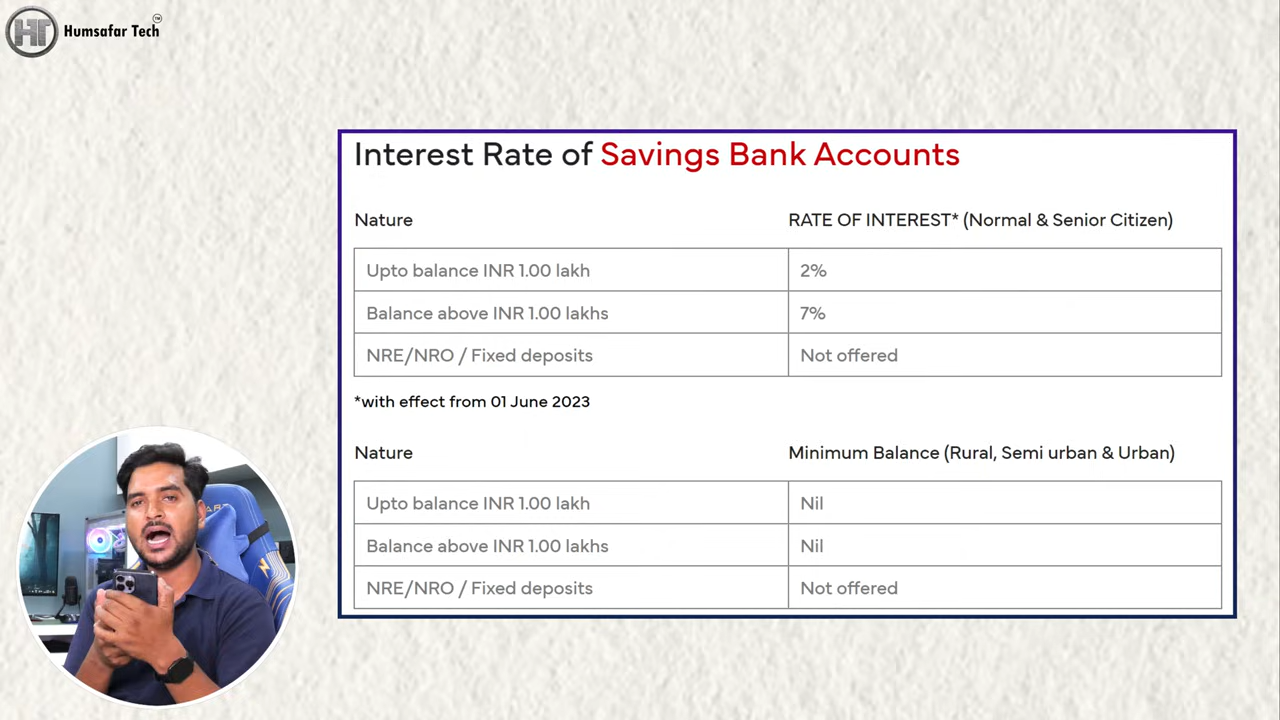 HT
Humsafar Tech
TM
Interest Rate of Savings Bank Accounts
Nature RATE OF INTEREST* (Normal & Senior Citizen)
Upto balance INR 1.00 lakh 2%
Balance above INR 1.00 lakhs 7%
NRE/NRO / Fixed deposits Not offered
*with effect from 01 June 2023
Nature Minimum Balance (Rural, Semi urban & Urban)
Upto balance INR 1.00 lakh Nil
Balance above INR 1.00 lakhs Nil
NRE/NRO / Fixed deposits Not offered